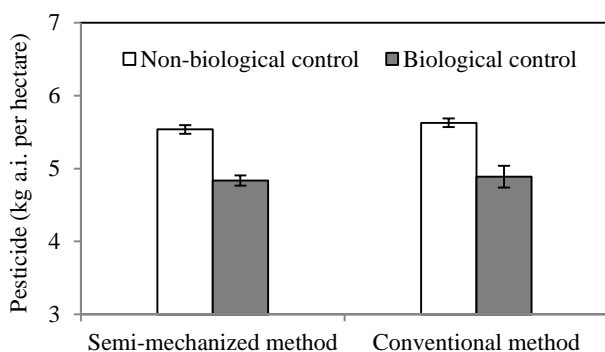 7
6
5
4
3
Pesticide (kg a.i. per hectare)
Non-biological control
Biological control
Semi-mechanized method
Conventional method